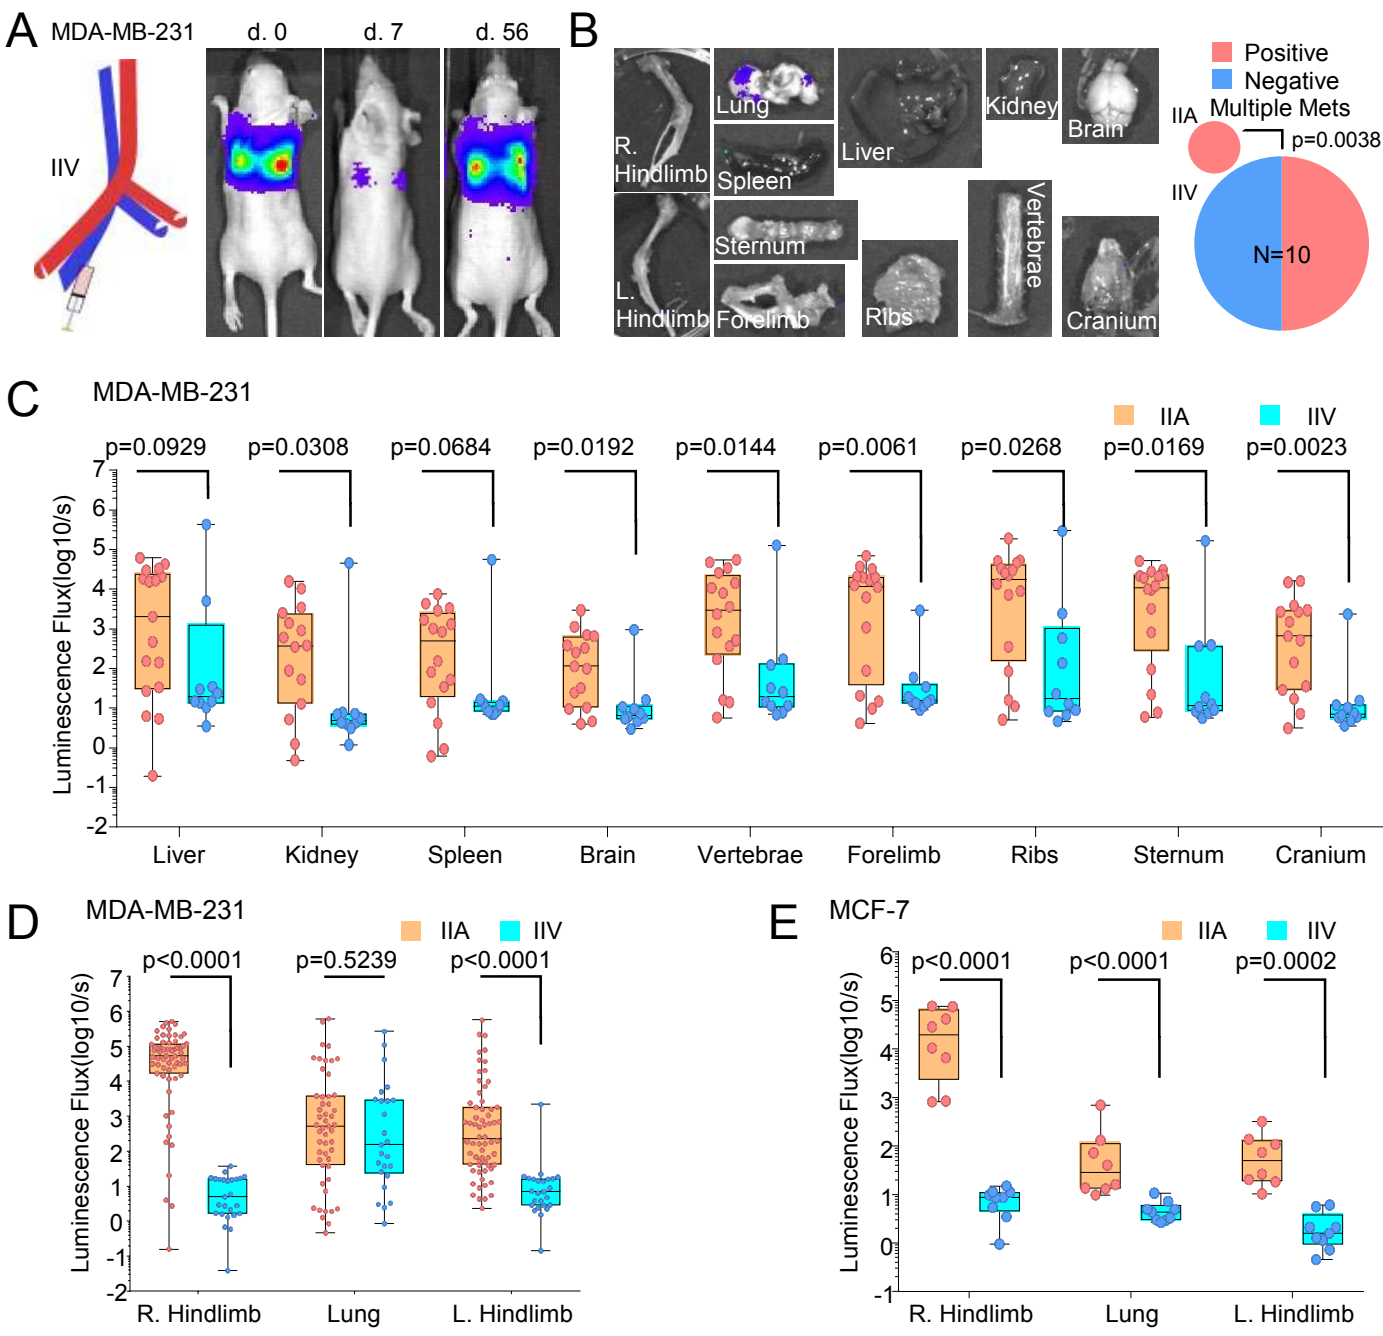 A MDA-MB-231 d. 0 d. 7 d. 56
IIV
B
R. Hindlimb
Lung
Liver
Kidney
Brain
Spleen
L. Hindlimb
Sternum
Forelimb
Ribs
Vertebrae
Cranium
Positive
Negative
Multiple Mets
IIA
p=0.0038
IIV
N=10
C MDA-MB-231
IIA IIV
p=0.0929 p=0.0308 p=0.0684 p=0.0192 p=0.0144 p=0.0061 p=0.0268 p=0.0169 p=0.0023
Luminescence Flux(log10/s)
7
6
5
4
3
2
1
0
-1
-2
Liver Kidney Spleen Brain Vertebrae Forelimb Ribs Sternum Cranium
D MDA-MB-231
IIA IIV
p<0.0001 p=0.5239 p<0.0001
Luminescence Flux(log10/s)
7
6
5
4
3
2
1
0
-1
-2
R. Hindlimb Lung L. Hindlimb
E MCF-7
IIA IIV
p<0.0001 p<0.0001 p=0.0002
Luminescence Flux(log10/s)
6
5
4
3
2
1
0
-1
R. Hindlimb Lung L. Hindlimb